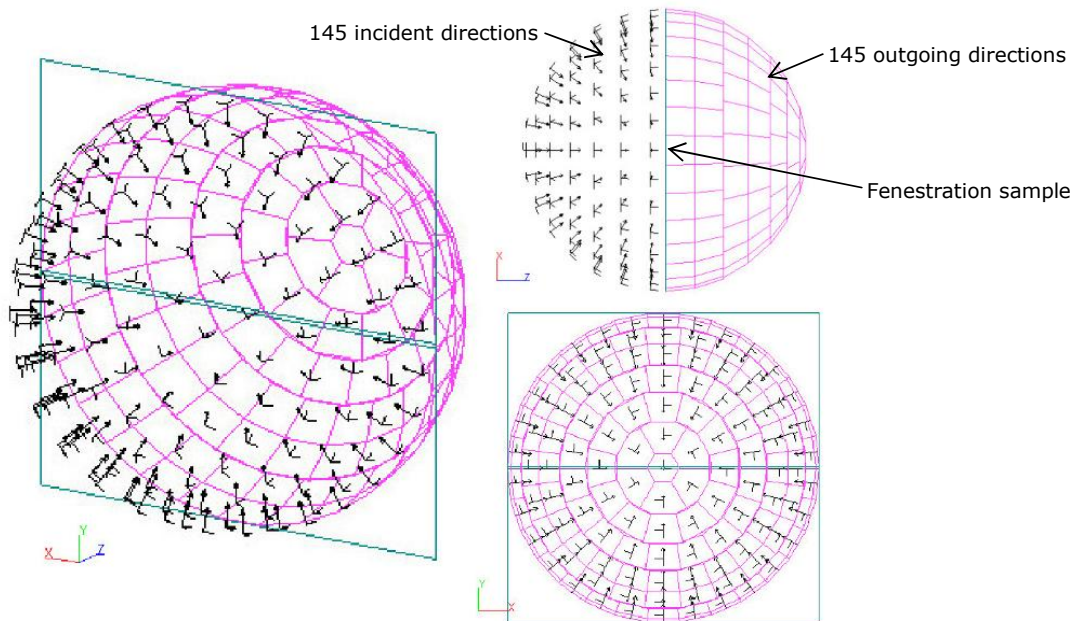 145 incident directions
145 outgoing directions
Fenestration sample
X
Z
Y
X
Z
Y
X